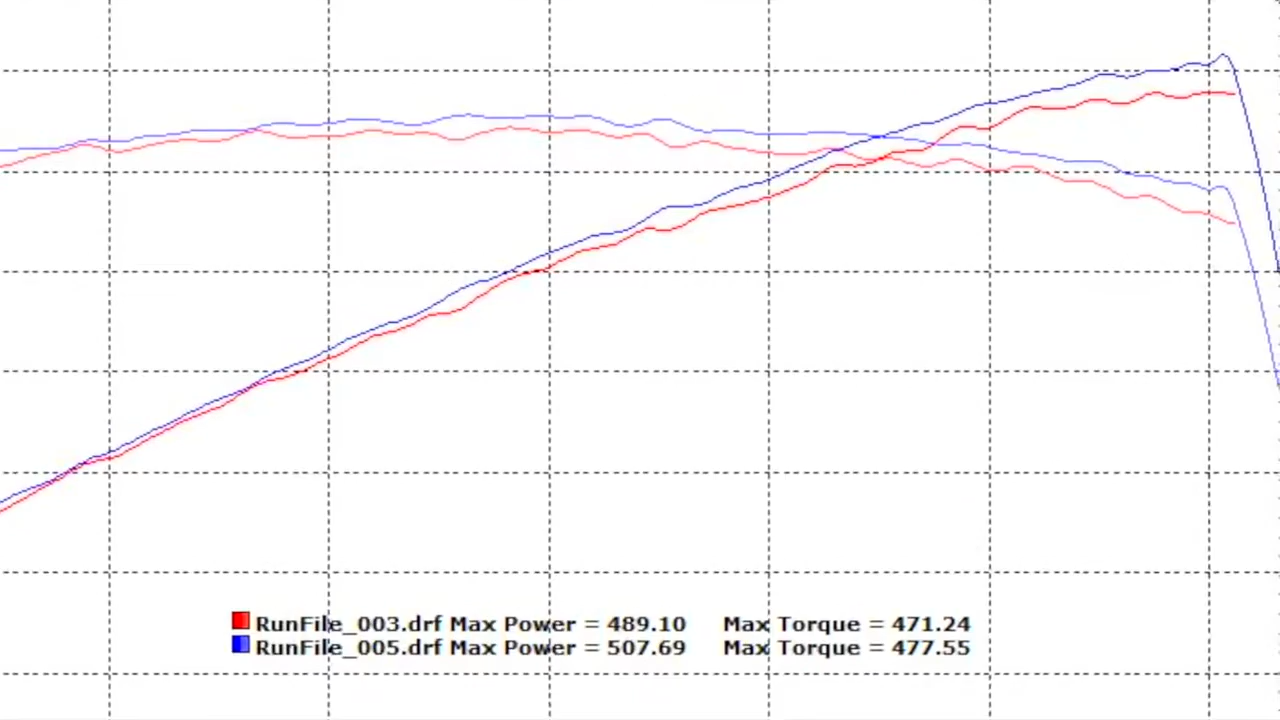 RunFile_003.drf Max Power = 489.10 Max Torque = 471.24
RunFile_005.drf Max Power = 507.69 Max Torque = 477.55